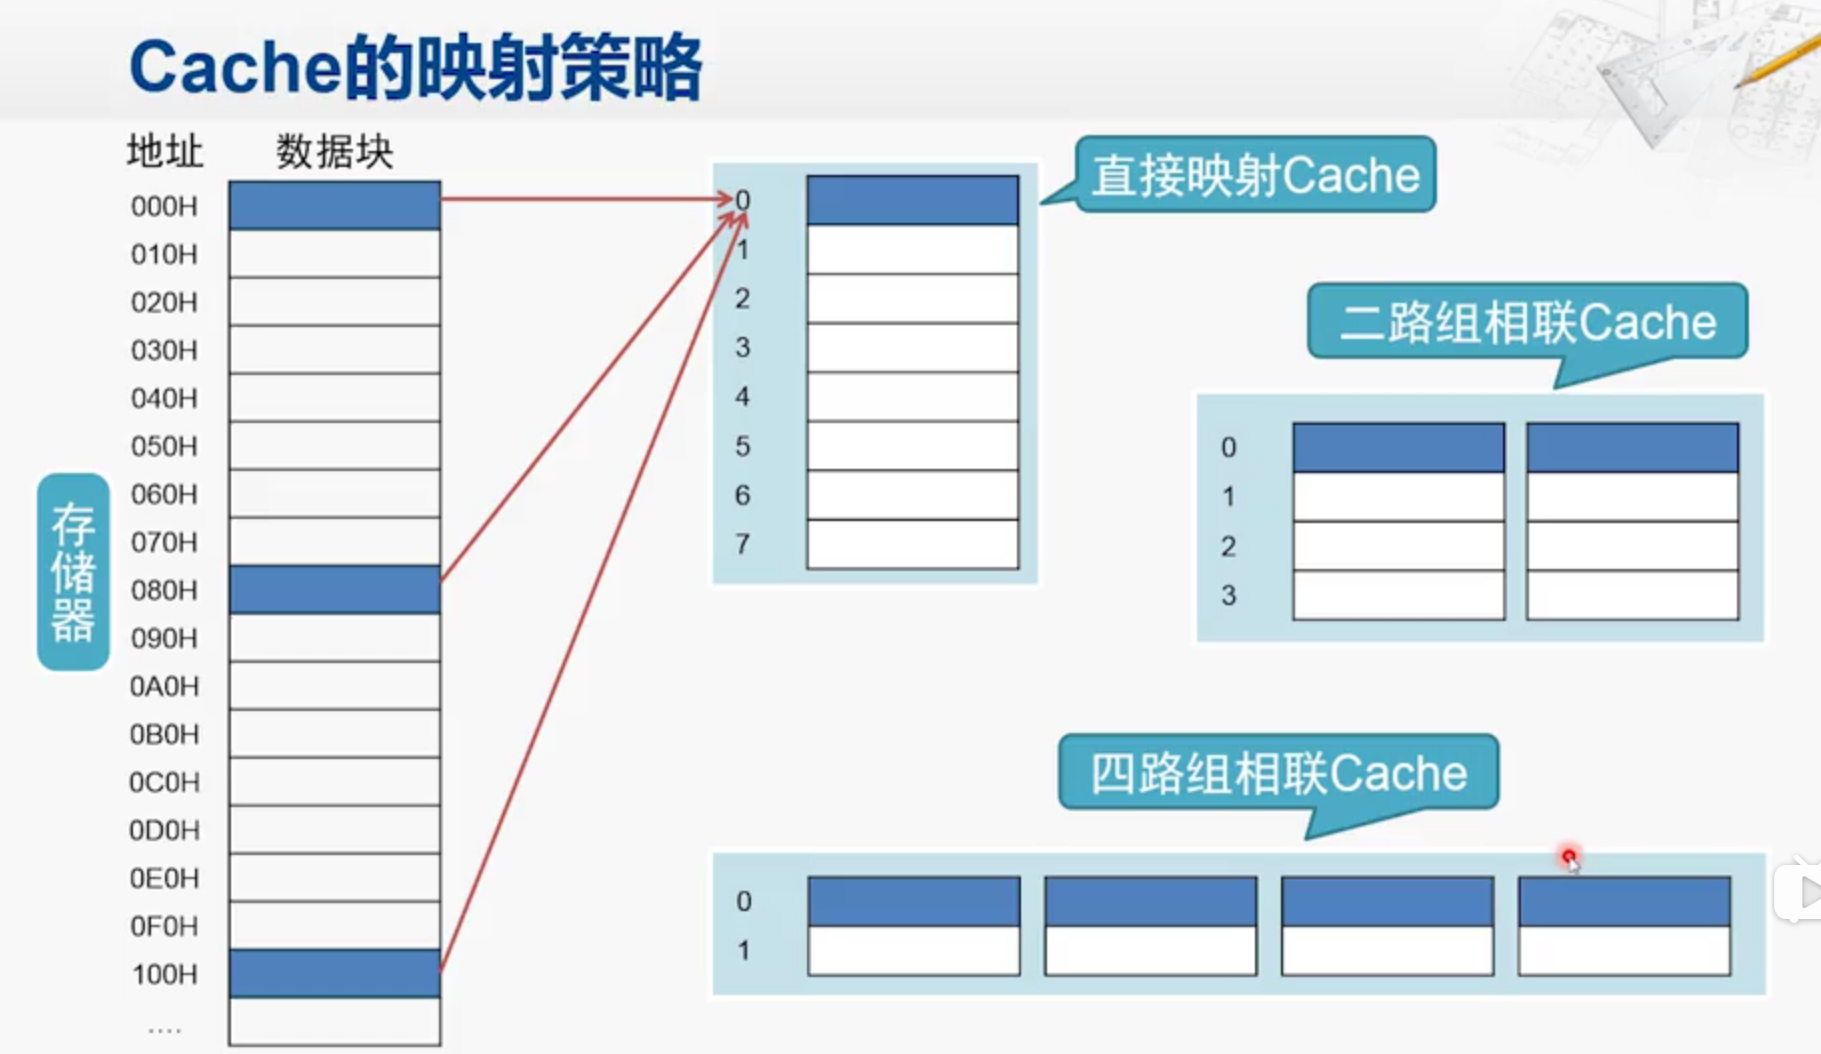 Cache的映射策略
地址 数据块
000H
010H
020H
030H
040H
050H
060H
070H
080H
090H
0A0H
0B0H
0C0H
0D0H
0E0H
0F0H
100H
....
存储器
直接映射Cache
0
1
2
3
4
5
6
7
二路组相联Cache
0
1
2
3
四路组相联Cache
0
1